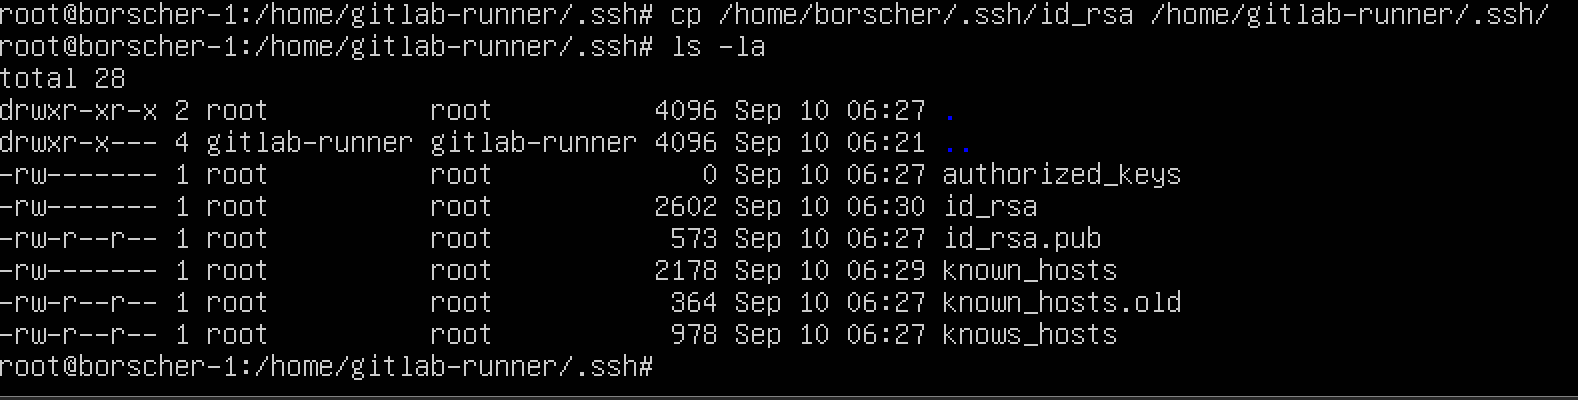 root@borscher-1:/home/gitlab-runner/.ssh# cp /home/borscher/.ssh/id_rsa /home/gitlab-runner/.ssh/
root@borscher-1:/home/gitlab-runner/.ssh# ls -la
total 28
drwxr-xr-x 2 root          root          4096 Sep 10 06:27 .
drwxr-x--- 4 gitlab-runner gitlab-runner 4096 Sep 10 06:21 ..
-rw------- 1 root          root             0 Sep 10 06:27 authorized_keys
-rw------- 1 root          root          2602 Sep 10 06:30 id_rsa
-rw-r--r-- 1 root          root           573 Sep 10 06:27 id_rsa.pub
-rw------- 1 root          root          2178 Sep 10 06:29 known_hosts
-rw-r--r-- 1 root          root           364 Sep 10 06:27 known_hosts.old
-rw-r--r-- 1 root          root           978 Sep 10 06:27 knows_hosts
root@borscher-1:/home/gitlab-runner/.ssh#